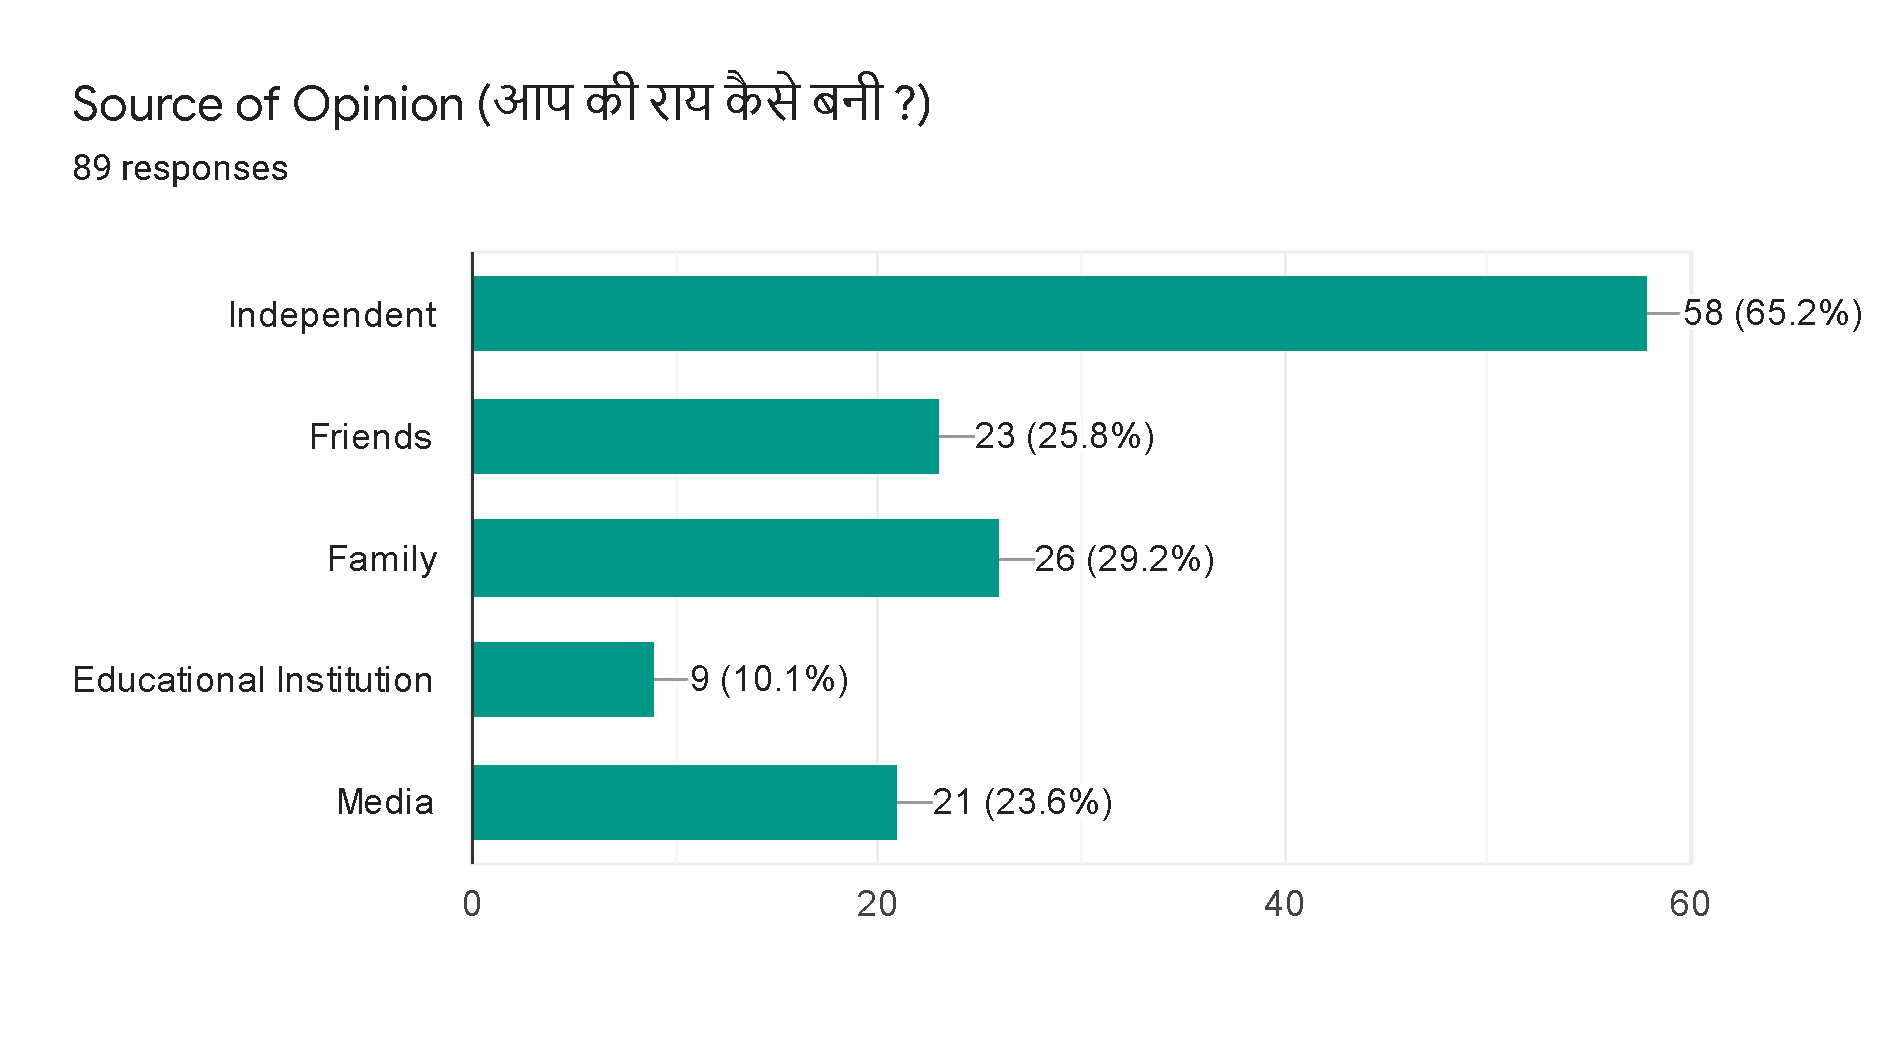 Source of Opinion (आप की राय कैसे बनी ?)
89 responses
Independent
58 (65.2%)
Friends
23 (25.8%)
Family
26 (29.2%)
Educational Institution
9 (10.1%)
Media
21 (23.6%)
0 20 40 60